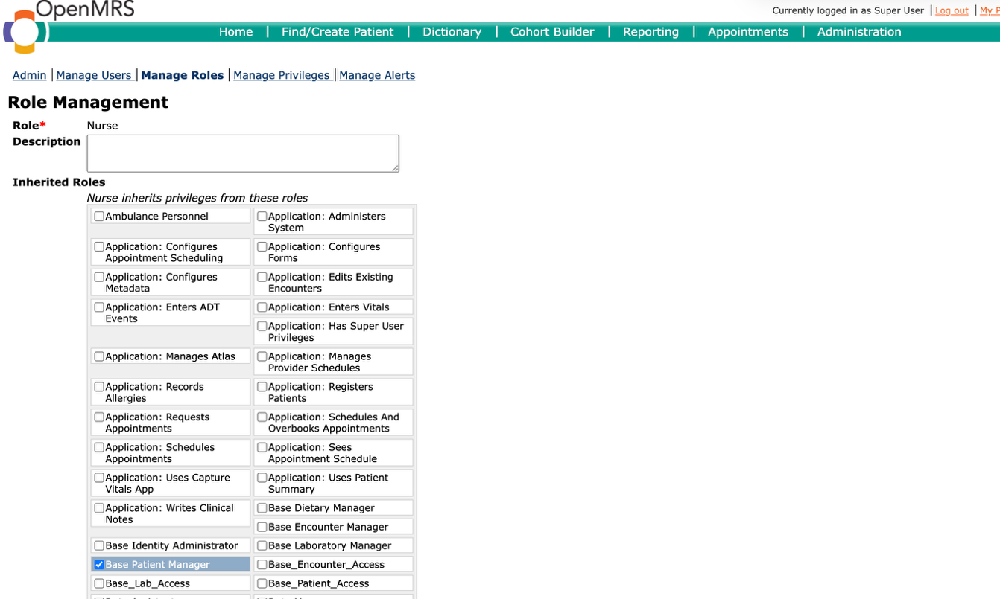 OpenMRS
Currently logged in as Super User | Log out | My P
Home | Find/Create Patient | Dictionary | Cohort Builder | Reporting | Appointments | Administration
Admin | Manage Users | Manage Roles | Manage Privileges | Manage Alerts
Role Management
Role* Nurse
Description
Inherited Roles
Nurse inherits privileges from these roles
Ambulance Personnel
Application: Administers
System
Application: Configures
Appointment Scheduling
Application: Configures
Forms
Application: Configures
Metadata
Application: Edits Existing
Encounters
Application: Enters ADT
Events
Application: Enters Vitals
Application: Has Super User
Privileges
Application: Manages Atlas
Application: Manages
Provider Schedules
Application: Records
Allergies
Application: Registers
Patients
Application: Requests
Appointments
Application: Schedules And
Overbooks Appointments
Application: Schedules
Appointments
Application: Sees
Appointment Schedule
Application: Uses Capture
Vitals App
Application: Uses Patient
Summary
Application: Writes Clinical
Notes
Base Dietary Manager
Base Encounter Manager
Base Identity Administrator
Base Laboratory Manager
Base Patient Manager
Base_Encounter_Access
Base_Lab_Access
Base_Patient_Access